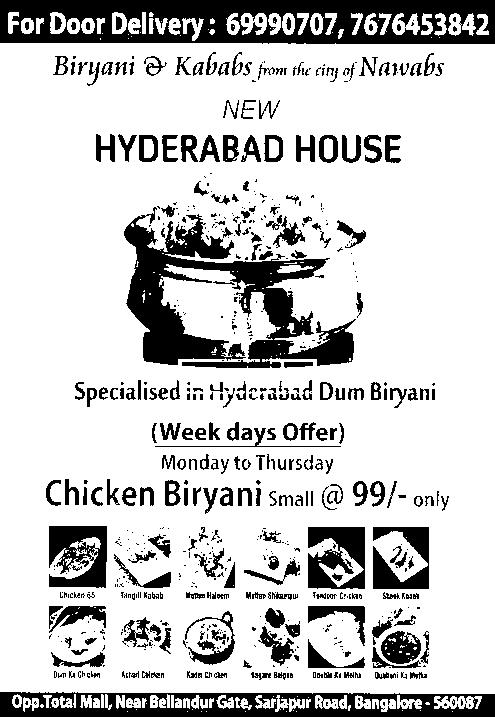 For Door Delivery : 69990707, 7676453842
Biryani & Kababs from the city of Nawabs
NEW
HYDERABAD HOUSE
Specialised in Hyderabad Dum Biryani
(Week days Offer)
Monday to Thursday
Chicken Biryani Small @ 99/- only
Chicken 65 Tangdi Kabab Mutton Haleem Mutton Shikampur Tandoori Chicken Sheek Kabab
Dum Ka Chicken Achari Chicken Kadai Chicken Bagara Baigan Double Ka Meetha Qubani Ka Meetha
Opp.Total Mall, Near Bellandur Gate, Sarjapur Road, Bangalore - 560087